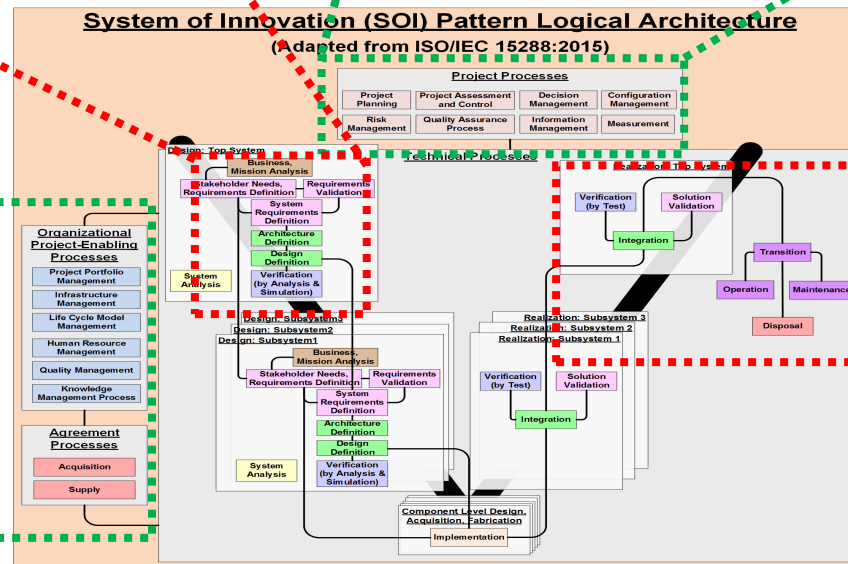 System of Innovation (SOI) Pattern Logical Architecture
(Adapted from ISO/IEC 15288:2015)
Project Processes
Project
Planning
Project Assessment
and Control
Decision
Management
Configuration
Management
Risk
Management
Quality Assurance
Process
Information
Management
Measurement
Technical Processes
Design: Top System
Business,
Mission Analysis
Stakeholder Needs,
Requirements Definition
Requirements
Validation
System
Requirements
Definition
Architecture
Definition
Design
Definition
System
Analysis
Verification
(by Analysis &
Simulation)
Realization: Top System
Verification
(by Test)
Solution
Validation
Integration
Transition
Operation
Maintenance
Disposal
Organizational
Project-Enabling
Processes
Project Portfolio
Management
Infrastructure
Management
Life Cycle Model
Management
Human Resource
Management
Quality Management
Knowledge
Management Process
Agreement
Processes
Acquisition
Supply
Design: Subsystem3
Design: Subsystem2
Design: Subsystem1
Business,
Mission Analysis
Stakeholder Needs,
Requirements Definition
Requirements
Validation
System
Requirements
Definition
Architecture
Definition
Design
Definition
System
Analysis
Verification
(by Analysis &
Simulation)
Realization: Subsystem 3
Realization: Subsystem 2
Realization: Subsystem 1
Verification
(by Test)
Solution
Validation
Integration
Component Level Design,
Acquisition, Fabrication
Implementation